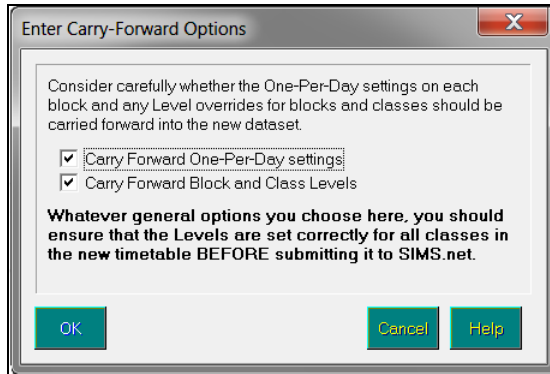 Enter Carry-Forward Options
Consider carefully whether the One-Per-Day settings on each
block and any Level overrides for blocks and classes should be
carried forward into the new dataset.
Carry Forward One-Per-Day settings
Carry Forward Block and Class Levels
Whatever general options you choose here, you should
ensure that the Levels are set correctly for all classes in
the new timetable BEFORE submitting it to SIMS.net.
OK
Cancel
Help